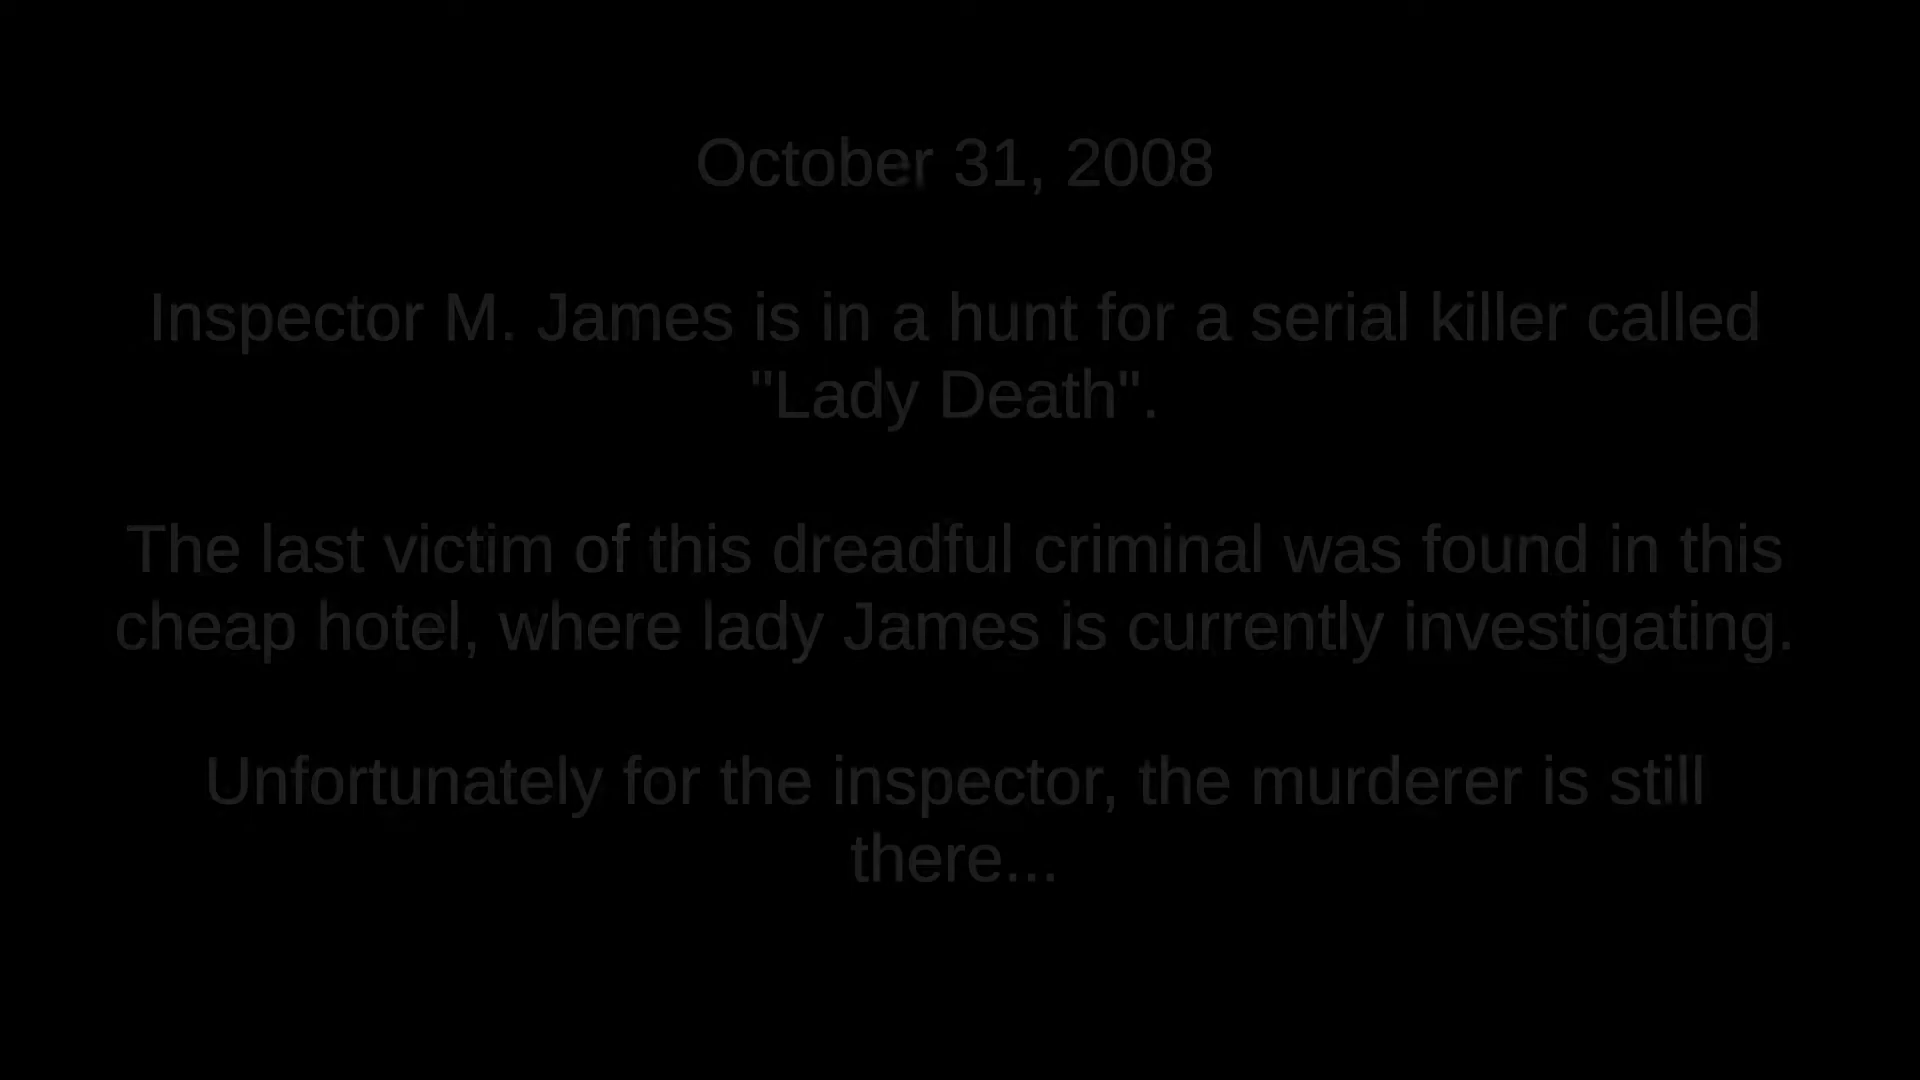 October 31, 2008
Inspector M. James is in a hunt for a serial killer called
"Lady Death".
The last victim of this dreadful criminal was found in this
cheap hotel, where lady James is currently investigating.
Unfortunately for the inspector, the murderer is still
there...